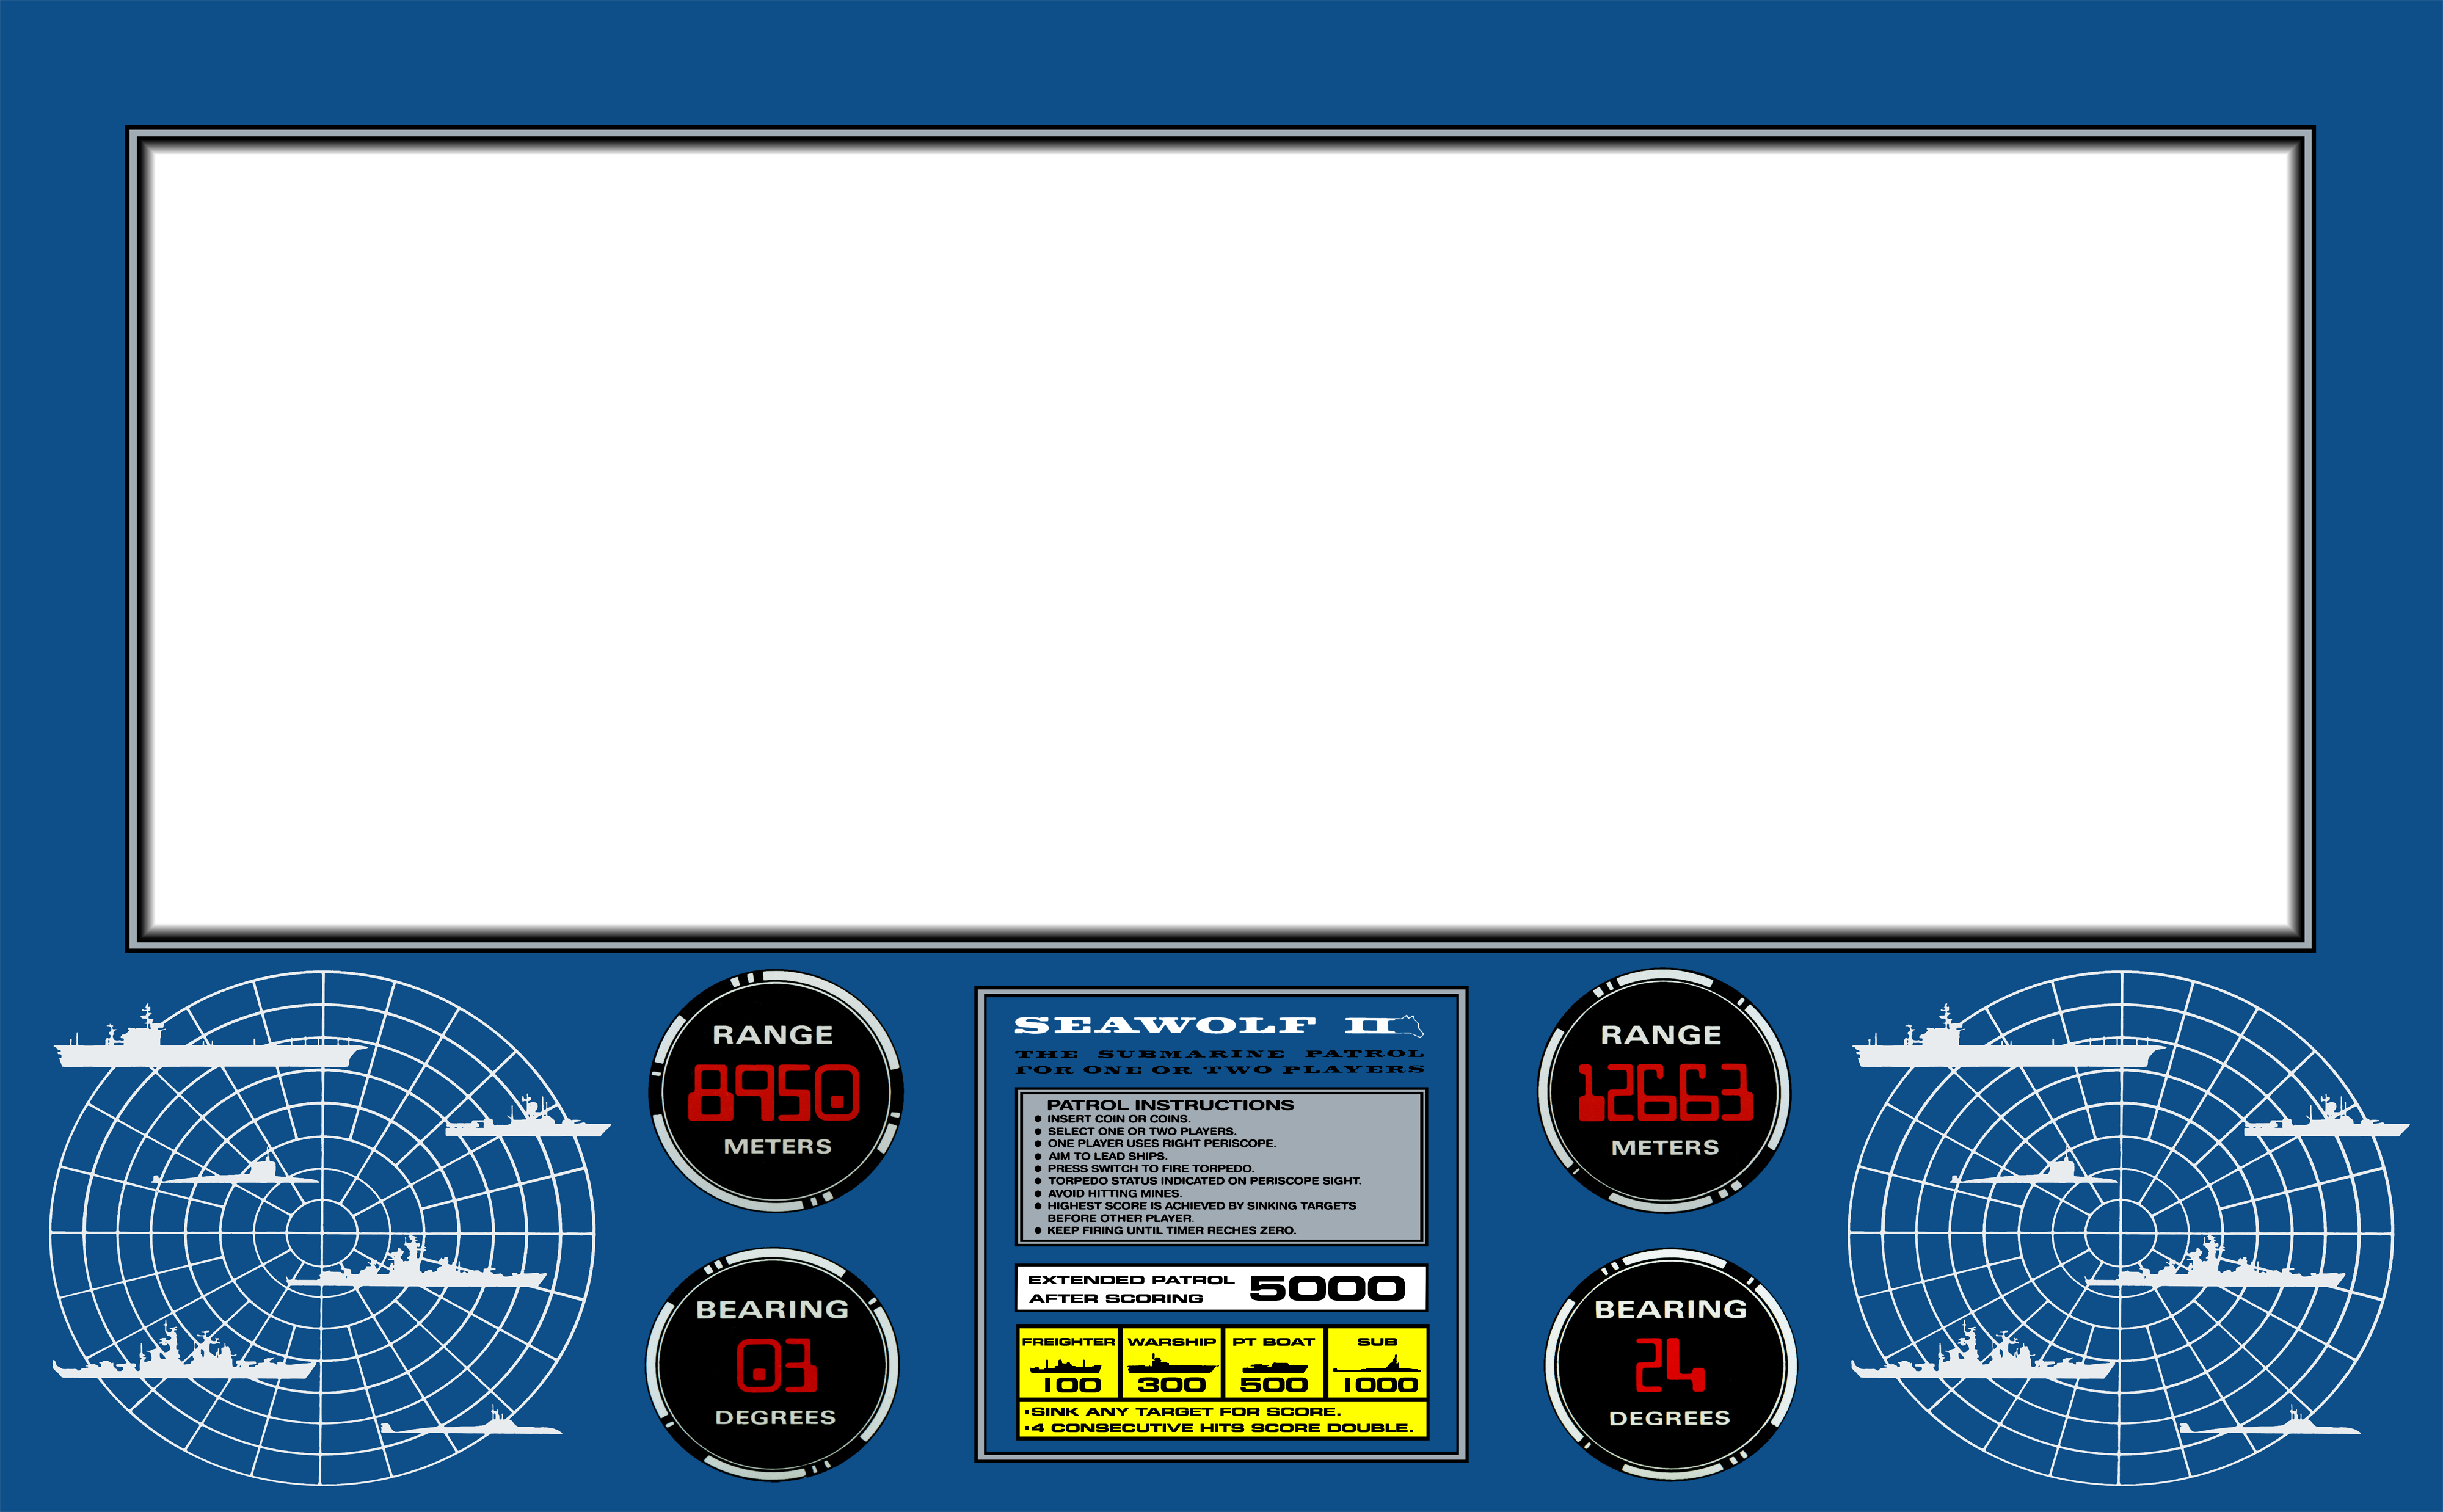 RANGE
8950
METERS
BEARING
03
DEGREES
SEAWOLF II
THE SUBMARINE PATROL
FOR ONE OR TWO PLAYERS
PATROL INSTRUCTIONS
● INSERT COIN OR COINS.
● SELECT ONE OR TWO PLAYERS.
● ONE PLAYER USES RIGHT PERISCOPE.
● AIM TO LEAD SHIPS.
● PRESS SWITCH TO FIRE TORPEDO.
● TORPEDO STATUS INDICATED ON PERISCOPE SIGHT.
● AVOID HITTING MINES.
● HIGHEST SCORE IS ACHIEVED BY SINKING TARGETS
BEFORE OTHER PLAYER.
● KEEP FIRING UNTIL TIMER RECHES ZERO.
EXTENDED PATROL
AFTER SCORING
5000
FREIGHTER WARSHIP PT BOAT SUB
100 300 500 1000
· SINK ANY TARGET FOR SCORE.
· 4 CONSECUTIVE HITS SCORE DOUBLE.
RANGE
12663
METERS
BEARING
24
DEGREES